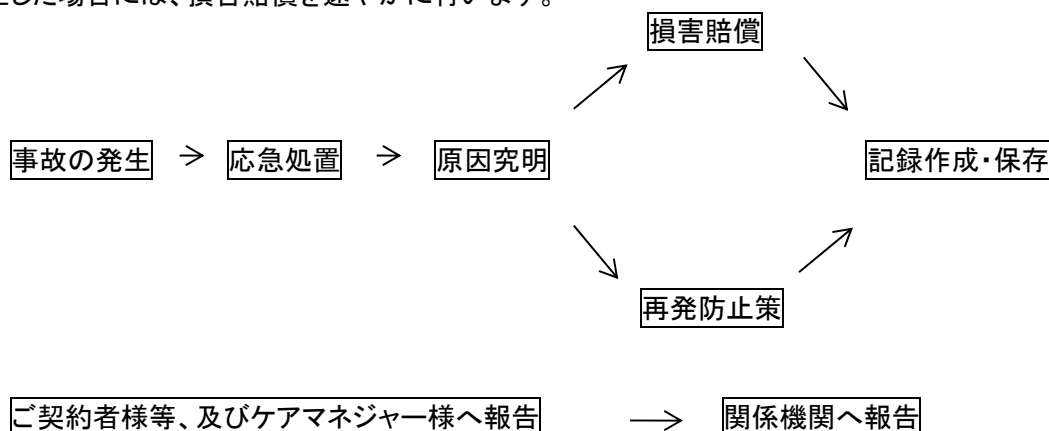 した場合には、損害賠償を速やかに行います。
損害賠償
事故の発生 → 応急処置 → 原因究明
記録作成・保存
再発防止策
ご契約者様等、及びケアマネジャー様へ報告 → 関係機関へ報告